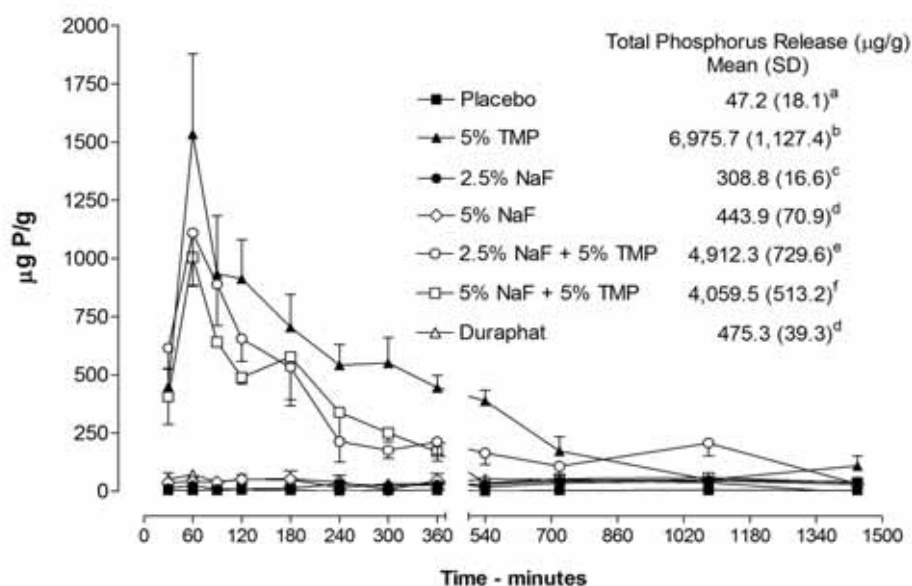 Total Phosphorus Release (µg/g)
Mean (SD)
Placebo 47.2 (18.1)ᵃ
5% TMP 6,975.7 (1,127.4)ᵇ
2.5% NaF 308.8 (16.6)ᶜ
5% NaF 443.9 (70.9)ᵈ
2.5% NaF + 5% TMP 4,912.3 (729.6)ᵉ
5% NaF + 5% TMP 4,059.5 (513.2)ᶠ
Duraphat 475.3 (39.3)ᵈ
µg P/g
2000
1750
1500
1250
1000
750
500
250
0
0 60 120 180 240 300 360 540 720 860 1020 1180 1340 1500
Time - minutes